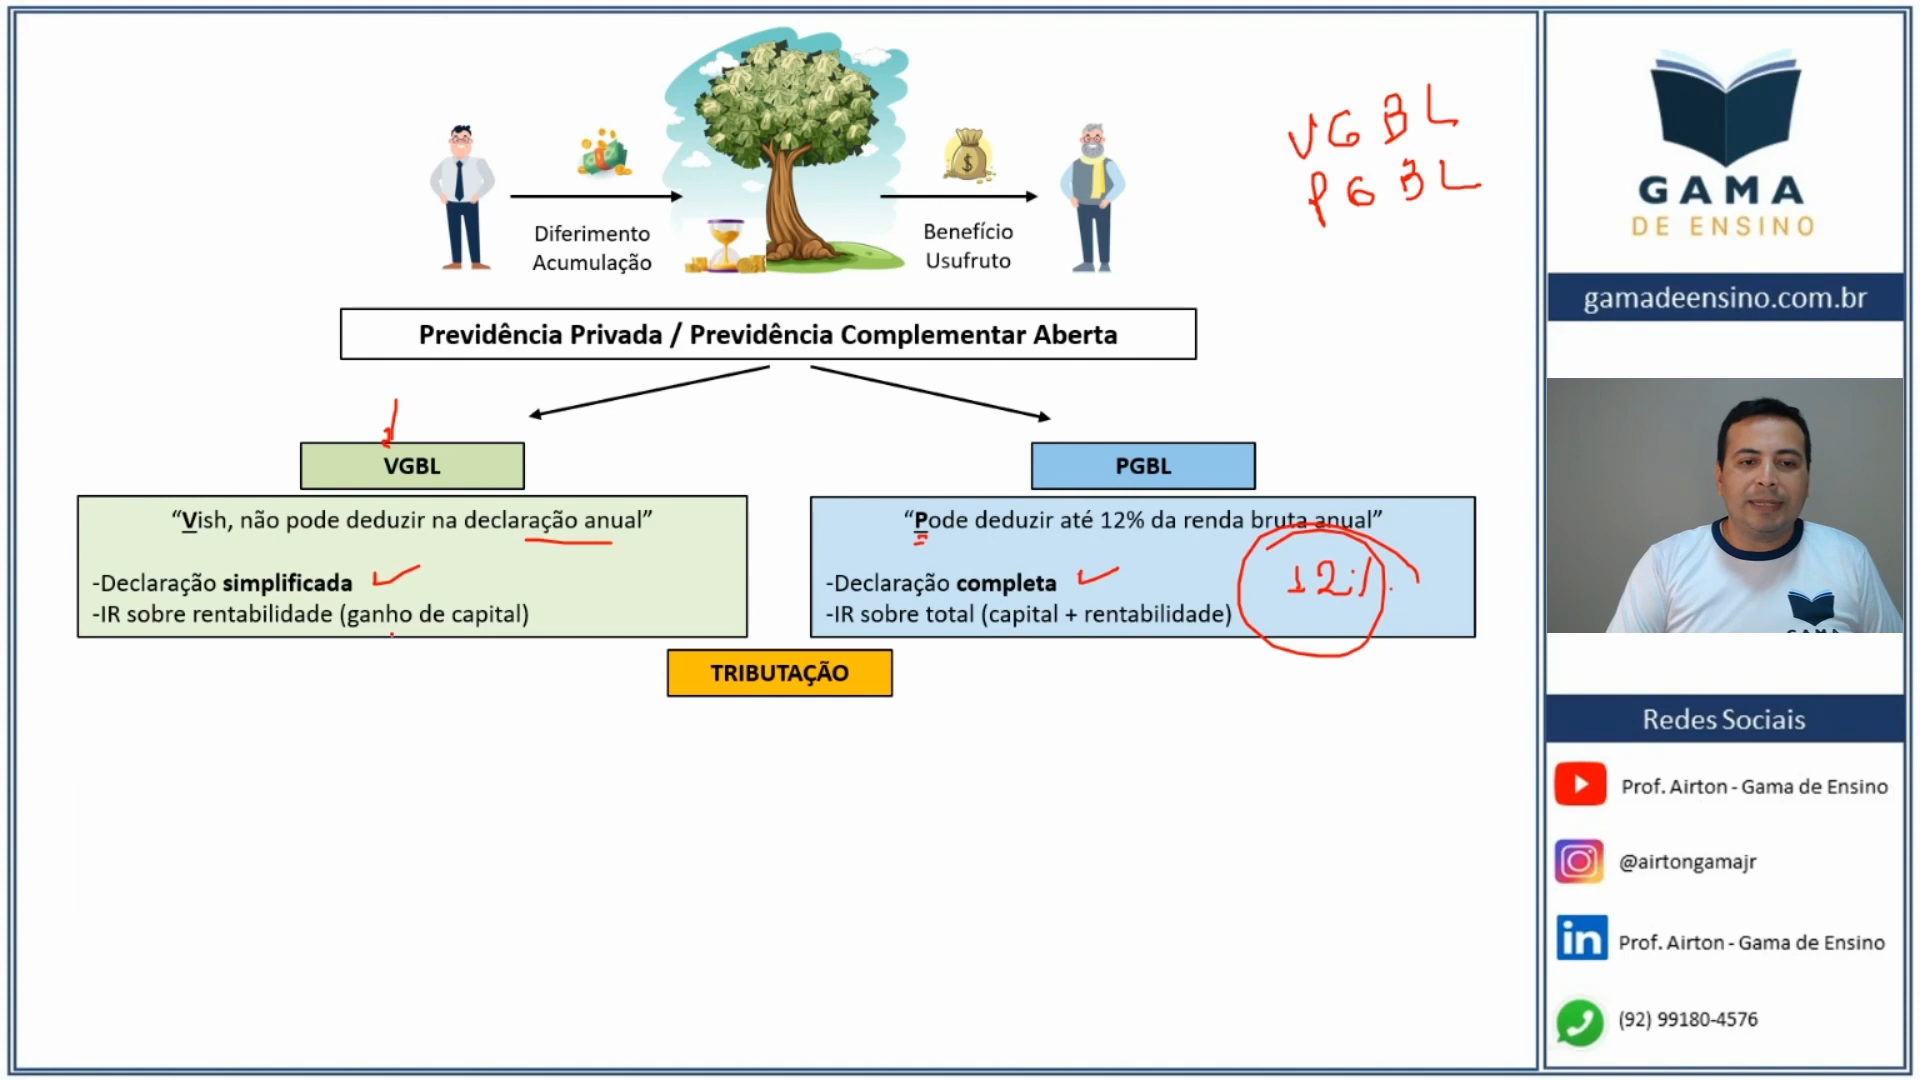 Diferimento
Acumulação
Benefício
Usufruto
VGBL
PGBL
Previdência Privada / Previdência Complementar Aberta
VGBL
“Vish, não pode deduzir na declaração anual”
-Declaração simplificada
-IR sobre rentabilidade (ganho de capital)
PGBL
“Pode deduzir até 12% da renda bruta anual”
-Declaração completa
-IR sobre total (capital + rentabilidade)
12%
TRIBUTAÇÃO
GAMA
DE ENSINO
gamadeensino.com.br
Redes Sociais
Prof. Airton - Gama de Ensino
@airtongamajr
Prof. Airton - Gama de Ensino
(92) 99180-4576